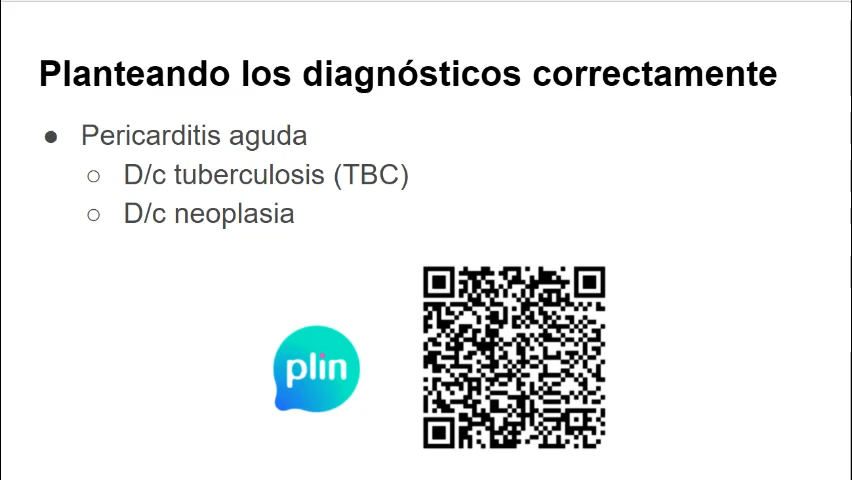 Planteando los diagnósticos correctamente
● Pericarditis aguda
○ D/c tuberculosis (TBC)
○ D/c neoplasia
plin